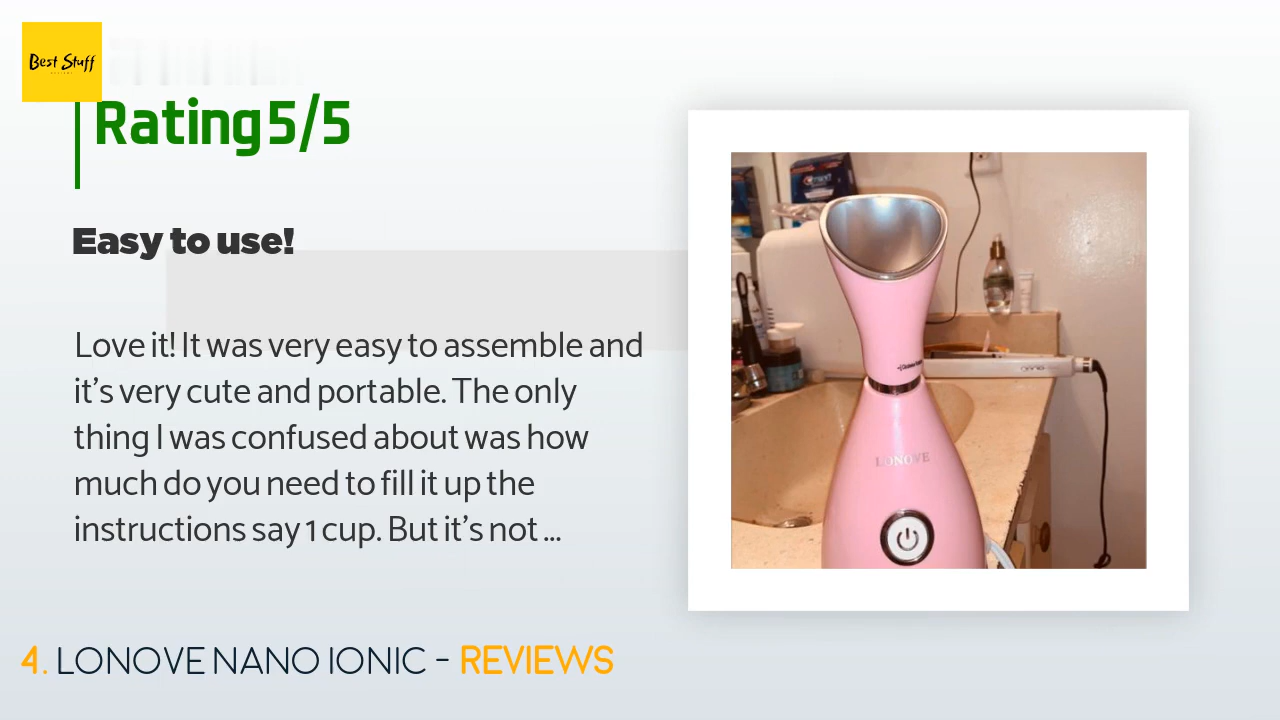 Best Stuff
Rating 5/5
Easy to use!
Love it! It was very easy to assemble and
it's very cute and portable. The only
thing I was confused about was how
much do you need to fill it up the
instructions say 1 cup. But it's not ...
LONOVE
4. LONOVE NANO IONIC - REVIEWS